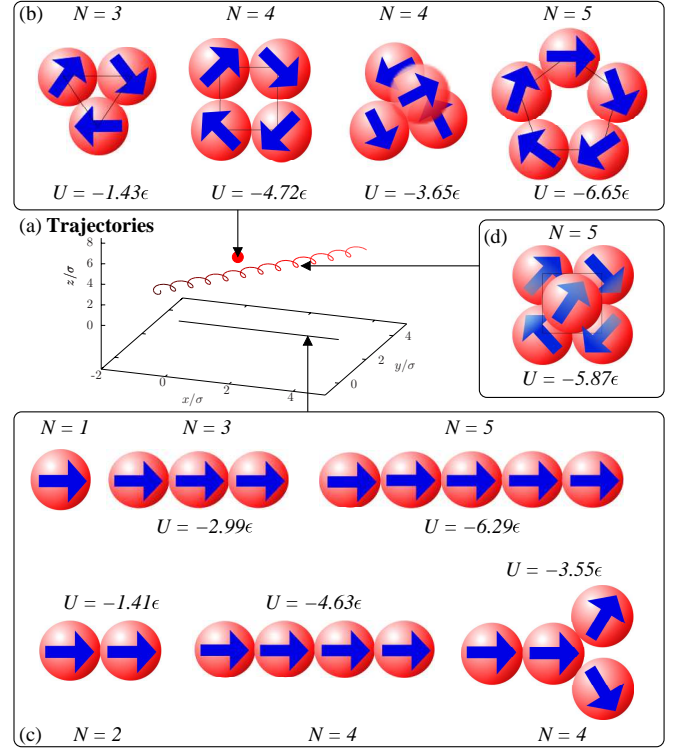 (b) N = 3 N = 4 N = 4 N = 5
U = −1.43ϵ U = −4.72ϵ U = −3.65ϵ U = −6.65ϵ
(a) Trajectories
z/σ
8
6
4
2
0
-2 0 2 4
x/σ
0 2 4
y/σ
(d) N = 5
U = −5.87ϵ
N = 1 N = 3 N = 5
U = −2.99ϵ U = −6.29ϵ
U = −3.55ϵ
U = −1.41ϵ U = −4.63ϵ
(c) N = 2 N = 4 N = 4